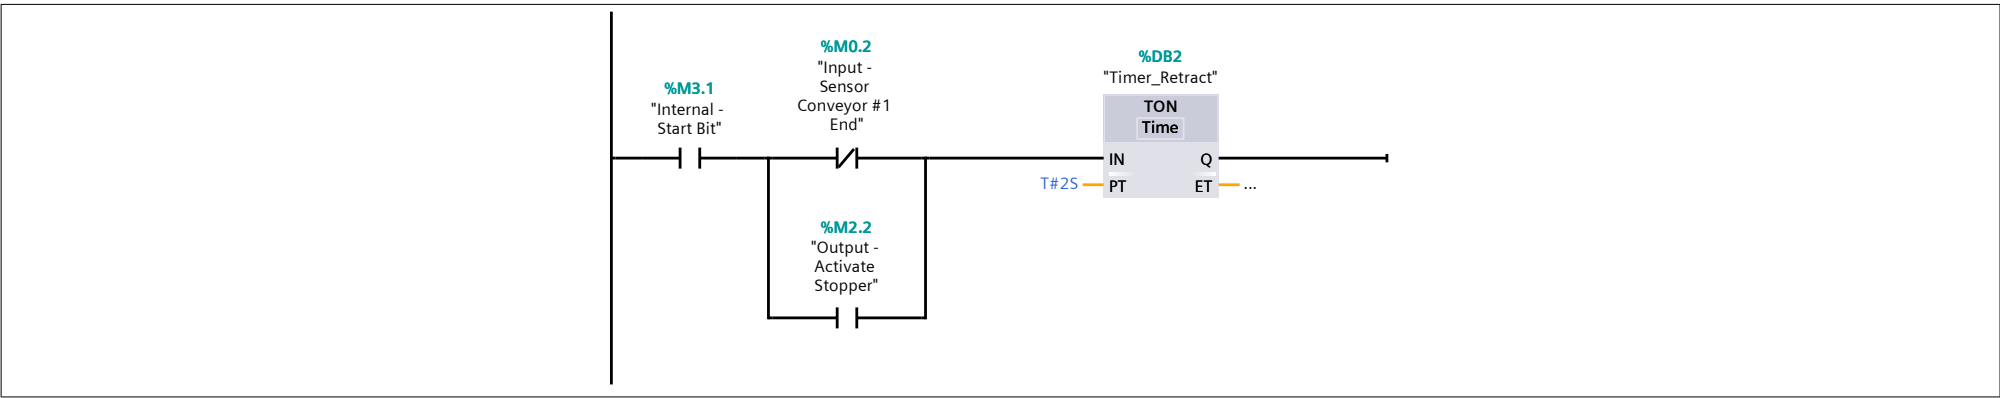 %M3.1
"Internal -
Start Bit"
%M0.2
"Input -
Sensor
Conveyor #1
End"
%M2.2
"Output -
Activate
Stopper"
%DB2
"Timer_Retract"
TON
Time
IN Q
T#2S PT ET ...